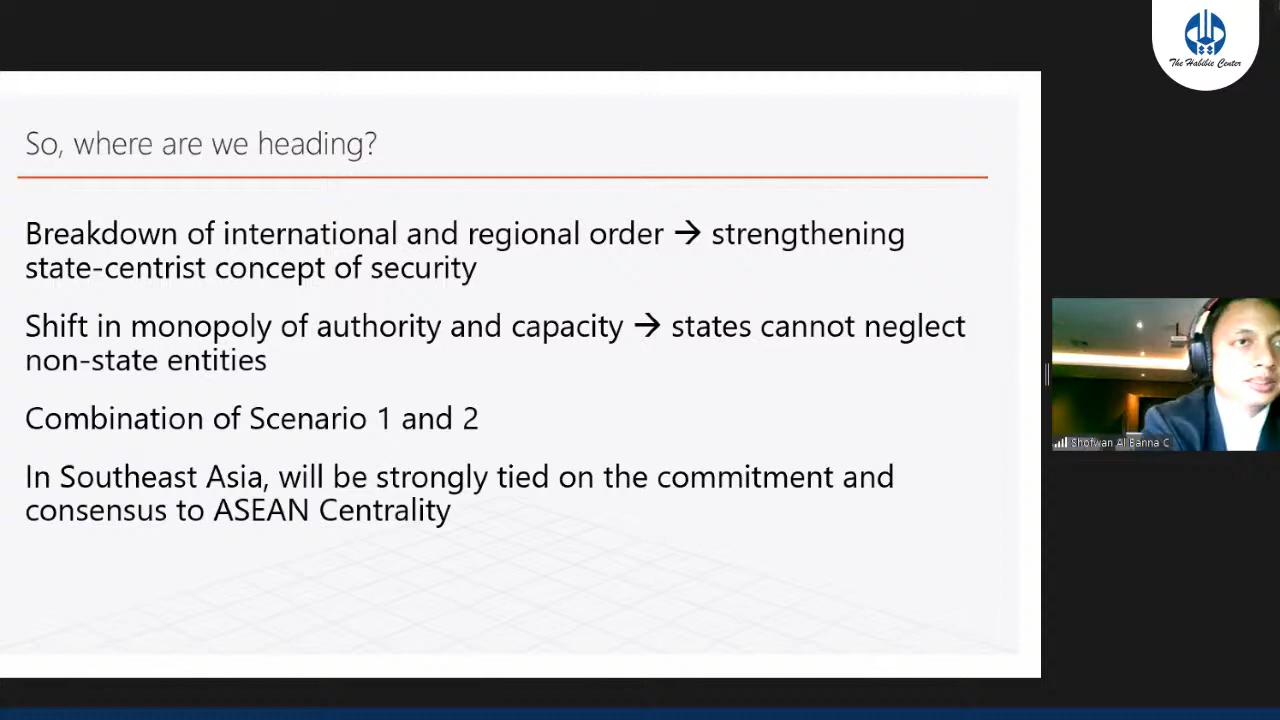 The Habibie Center
So, where are we heading?
Breakdown of international and regional order → strengthening
state-centrist concept of security
Shift in monopoly of authority and capacity → states cannot neglect
non-state entities
Combination of Scenario 1 and 2
In Southeast Asia, will be strongly tied on the commitment and
consensus to ASEAN Centrality
Shofwan Al Banna C